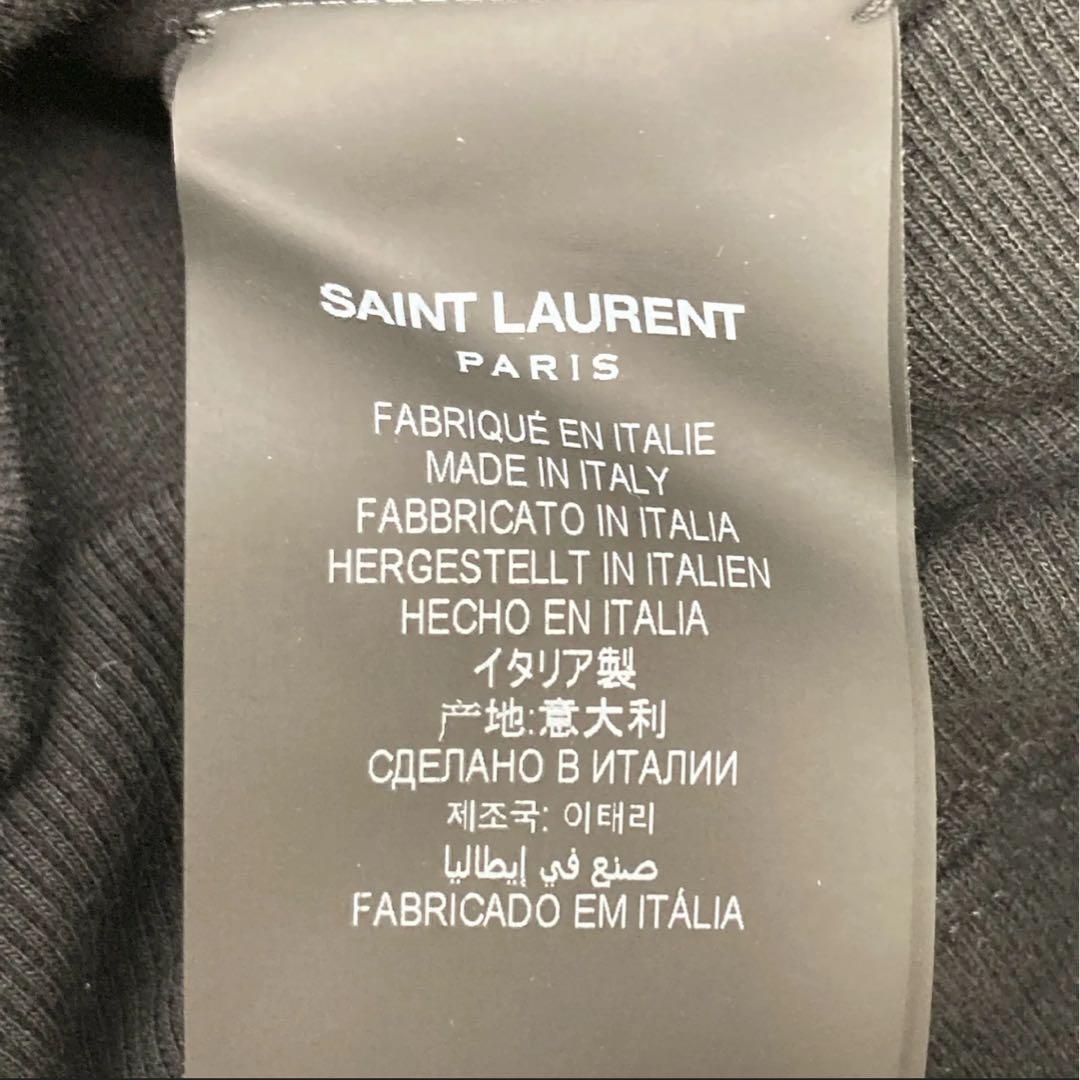 SAINT LAURENT
PARIS
FABRIQUÉ EN ITALIE
MADE IN ITALY
FABBRICATO IN ITALIA
HERGESTELLT IN ITALIEN
HECHO EN ITALIA
イタリア製
产地:意大利
СДЕЛАНО В ИТАЛИИ
제조국: 이태리
صنع في إيطاليا
FABRICADO EM ITÁLIA